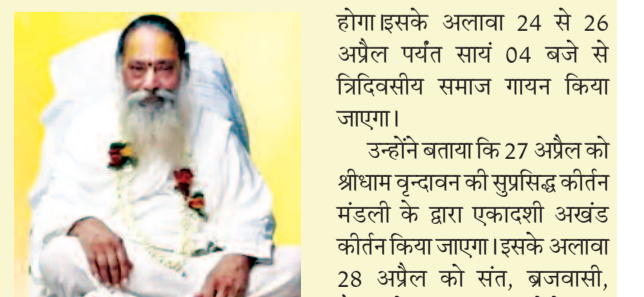 होगा।इसके अलावा 24 से 26
अप्रैल पर्यंत सायं 04 बजे से
त्रिदिवसीय समाज गायन किया
जाएगा।
उन्होंने बताया कि 27 अप्रैल को
श्रीधाम वृन्दावन की सुप्रसिद्ध कीर्तन
मंडली के द्वारा एकादशी अखंड
कीर्तन किया जाएगा।इसके अलावा
28 अप्रैल को संत, ब्रजवासी,